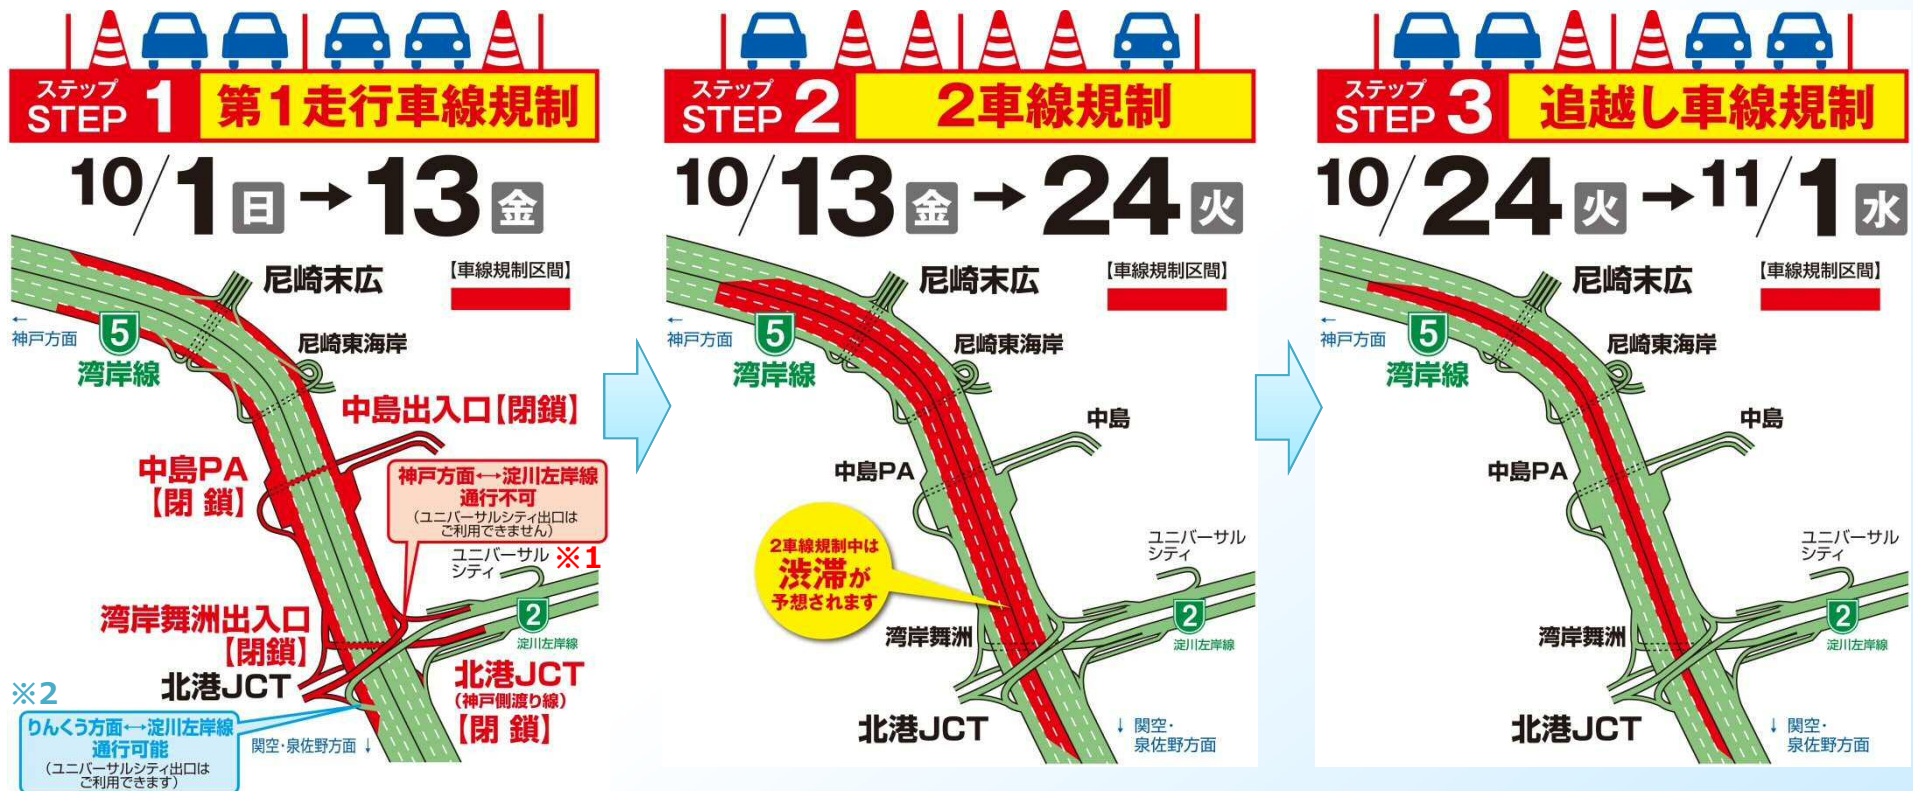 ステップ
STEP 1
第1走行車線規制
10/1 日 → 13 金
尼崎末広
【車線規制区間】
←
神戸方面
5
湾岸線
尼崎東海岸
中島出入口【閉鎖】
中島PA
【閉 鎖】
神戸方面↔淀川左岸線
通行不可
(ユニバーサルシティ出口は
ご利用できません)
ユニバーサル
シティ
※1
2
淀川左岸線
湾岸舞洲出入口
【閉鎖】
北港JCT
北港JCT
(神戸側渡り線)
【閉 鎖】
※2
りんくう方面↔淀川左岸線
通行可能
(ユニバーサルシティ出口は
ご利用できます)
関空・泉佐野方面 ↓
ステップ
STEP 2
2車線規制
10/13 金 → 24 火
尼崎末広
【車線規制区間】
←
神戸方面
5
湾岸線
尼崎東海岸
中島
中島PA
2車線規制中は
渋滞が
予想されます
ユニバーサル
シティ
2
淀川左岸線
湾岸舞洲
北港JCT
↓ 関空・
泉佐野方面
ステップ
STEP 3
追越し車線規制
10/24 火 → 11/1 水
尼崎末広
【車線規制区間】
←
神戸方面
5
湾岸線
尼崎東海岸
中島
中島PA
ユニバーサル
シティ
2
淀川左岸線
湾岸舞洲
北港JCT
↓ 関空・
泉佐野方面